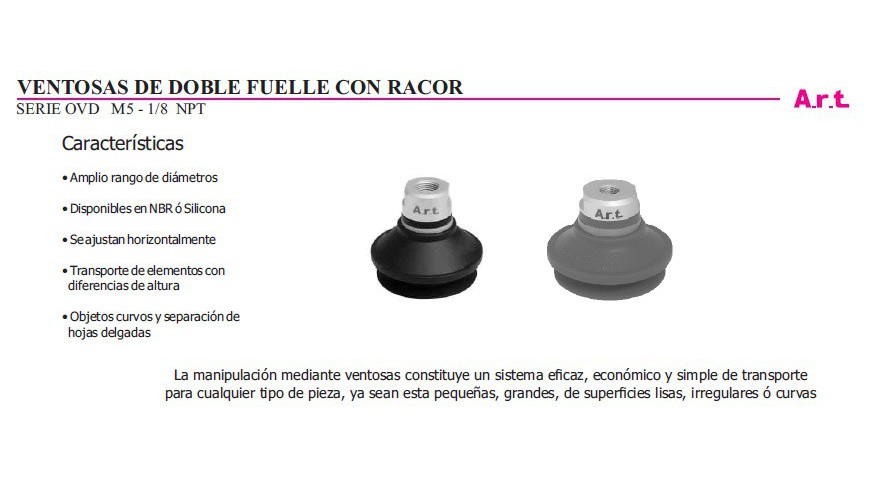 VENTOSAS DE DOBLE FUELLE CON RACOR
SERIE OVD M5 - 1/8 NPT
A.r.t.
Características
• Amplio rango de diámetros
• Disponibles en NBR ó Silicona
• Se ajustan horizontalmente
• Transporte de elementos con
diferencias de altura
• Objetos curvos y separación de
hojas delgadas
A.r.t.
A.r.t.
La manipulación mediante ventosas constituye un sistema eficaz, económico y simple de transporte
para cualquier tipo de pieza, ya sean esta pequeñas, grandes, de superficies lisas, irregulares ó curvas